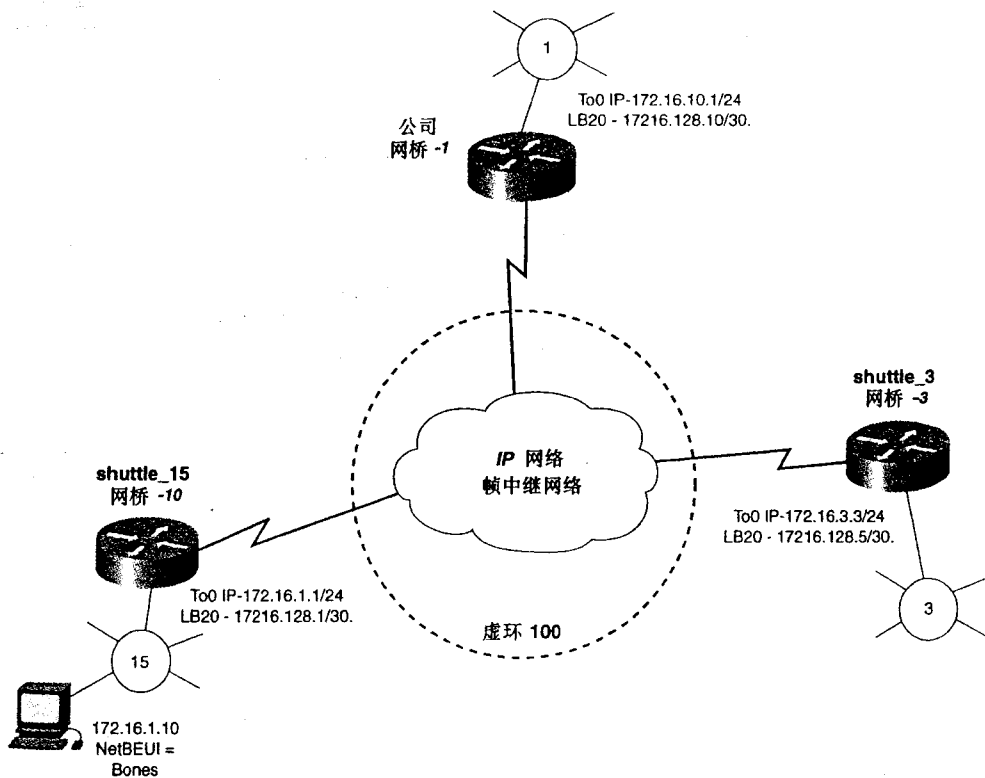 1
To0 IP-172.16.10.1/24
LB20 - 17216.128.10/30.
公司
网桥 -1
shuttle_3
网桥 -3
IP 网络
帧中继网络
shuttle_15
网桥 -10
To0 IP-172.16.3.3/24
LB20 - 17216.128.5/30.
To0 IP-172.16.1.1/24
LB20 - 17216.128.1/30.
3
虚环 100
15
172.16.1.10
NetBEUI =
Bones